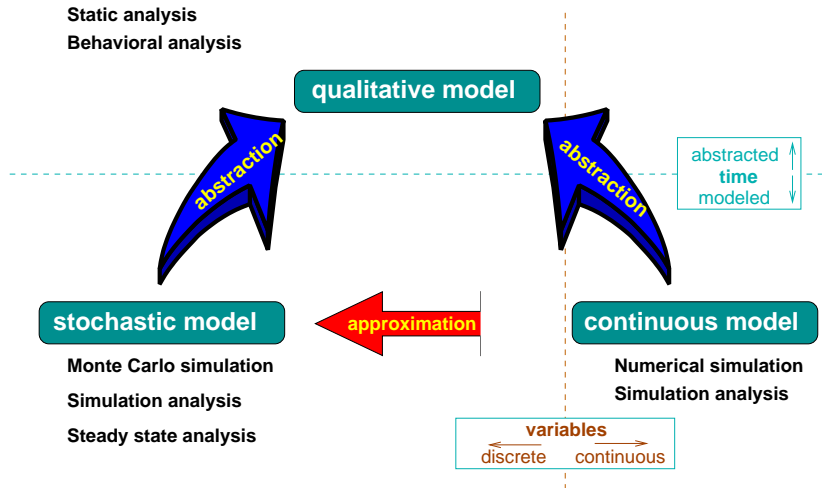 Static analysis
Behavioral analysis
qualitative model
abstraction
abstraction
abstracted
time
modeled
stochastic model
approximation
continuous model
Monte Carlo simulation
Simulation analysis
Steady state analysis
Numerical simulation
Simulation analysis
variables
discrete continuous